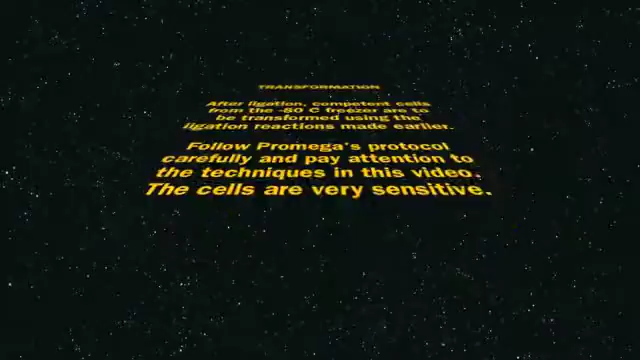 TRANSFORMATION
After ligation, competent cells
from the -80 C freezer are to
be transformed using the
ligation reactions made earlier.
Follow Promega's protocol
carefully and pay attention to
the techniques in this video.
The cells are very sensitive.